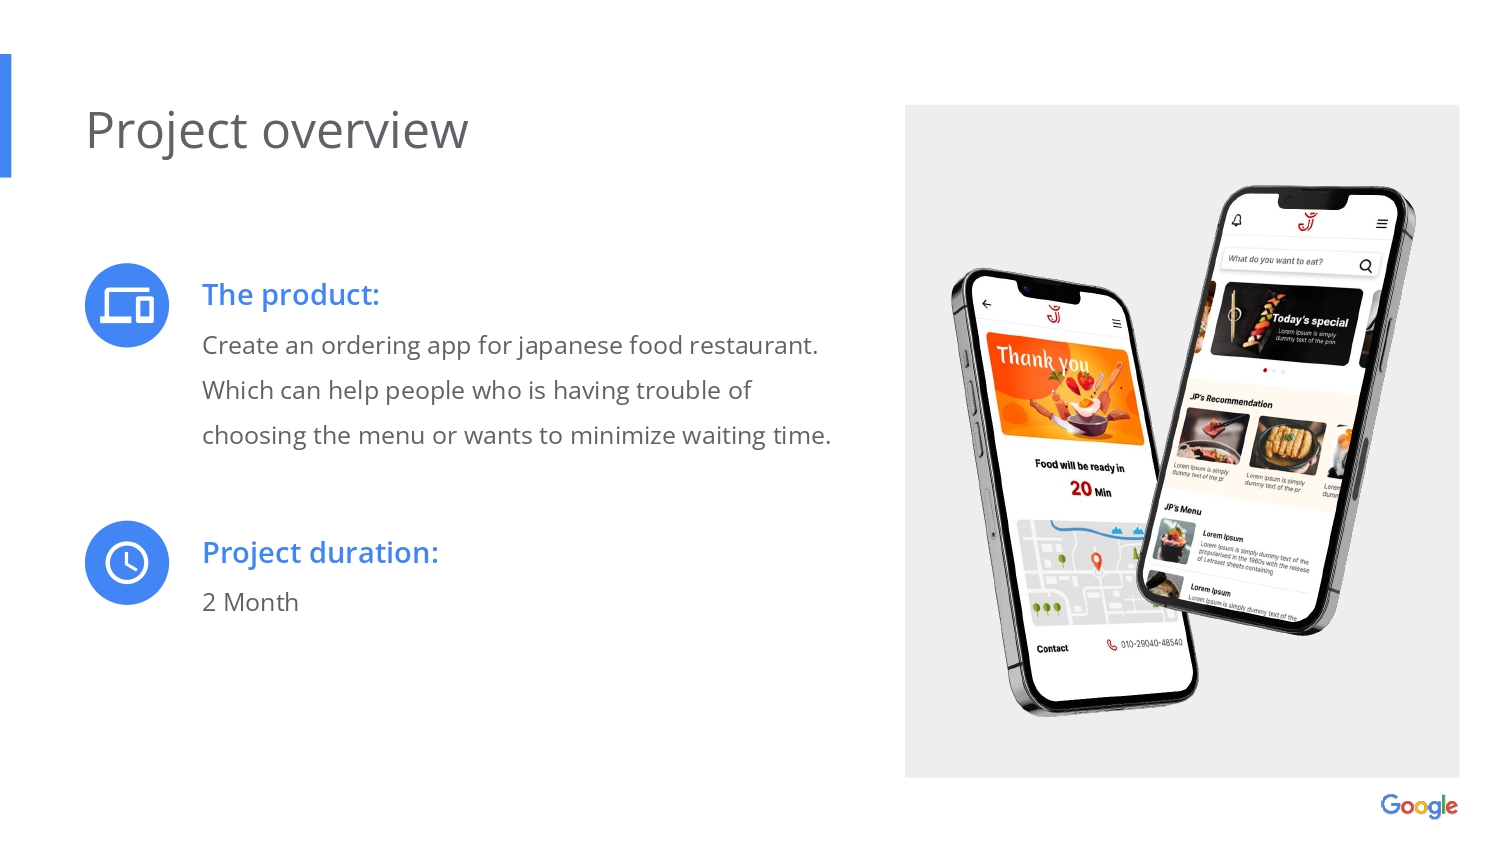 Project overview
The product:
Create an ordering app for japanese food restaurant.
Which can help people who is having trouble of
choosing the menu or wants to minimize waiting time.
Project duration:
2 Month
Thank you
Food will be ready in
20 Min
Contact
010-29040-48540
What do you want to eat?
Today's special
Lorem Ipsum is simply
dummy text of the prin
JP's Recommendation
Lorem Ipsum is simply
dummy text of the pr
Lorem Ipsum is simply
dummy text of the pr
Lorem
dumm
JP's Menu
Lorem Ipsum
Lorem Ipsum is simply dummy text of the
popularised in the 1960s with the release
of Letraset sheets containing
Lorem Ipsum
Lorem Ipsum is simply dummy text of the
Google